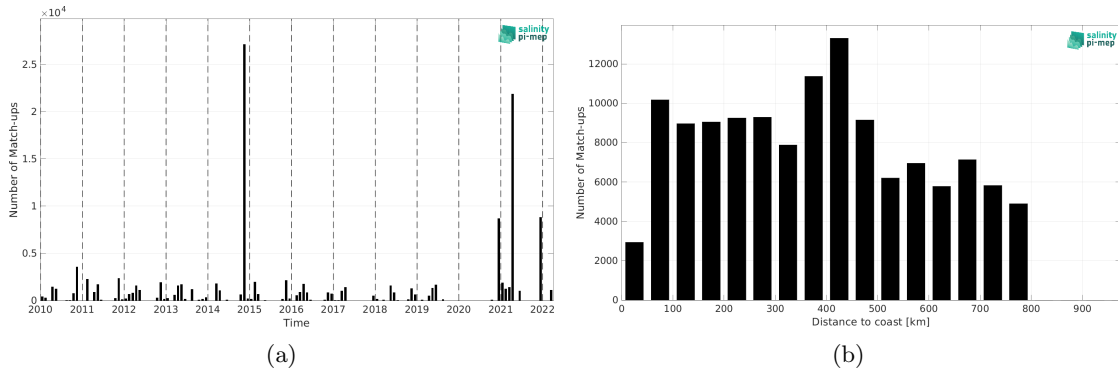 ×10⁴
salinity
pi-mep
Number of Match-ups
2.5
2
1.5
1
0.5
0
2010 2011 2012 2013 2014 2015 2016 2017 2018 2019 2020 2021 2022
Time
(a)
salinity
pi-mep
Number of Match-ups
12000
10000
8000
6000
4000
2000
0
0 100 200 300 400 500 600 700 800 900
Distance to coast [km]
(b)